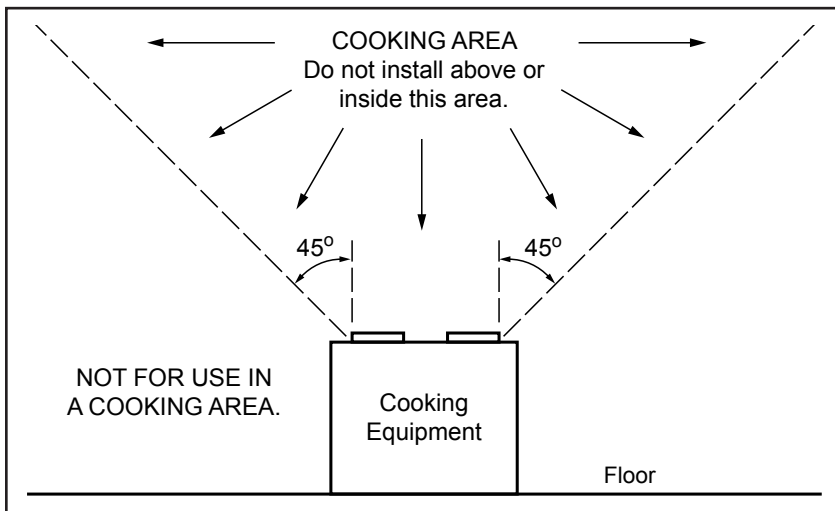 COOKING AREA
Do not install above or
inside this area.
45°
45°
NOT FOR USE IN
A COOKING AREA.
Cooking
Equipment
Floor